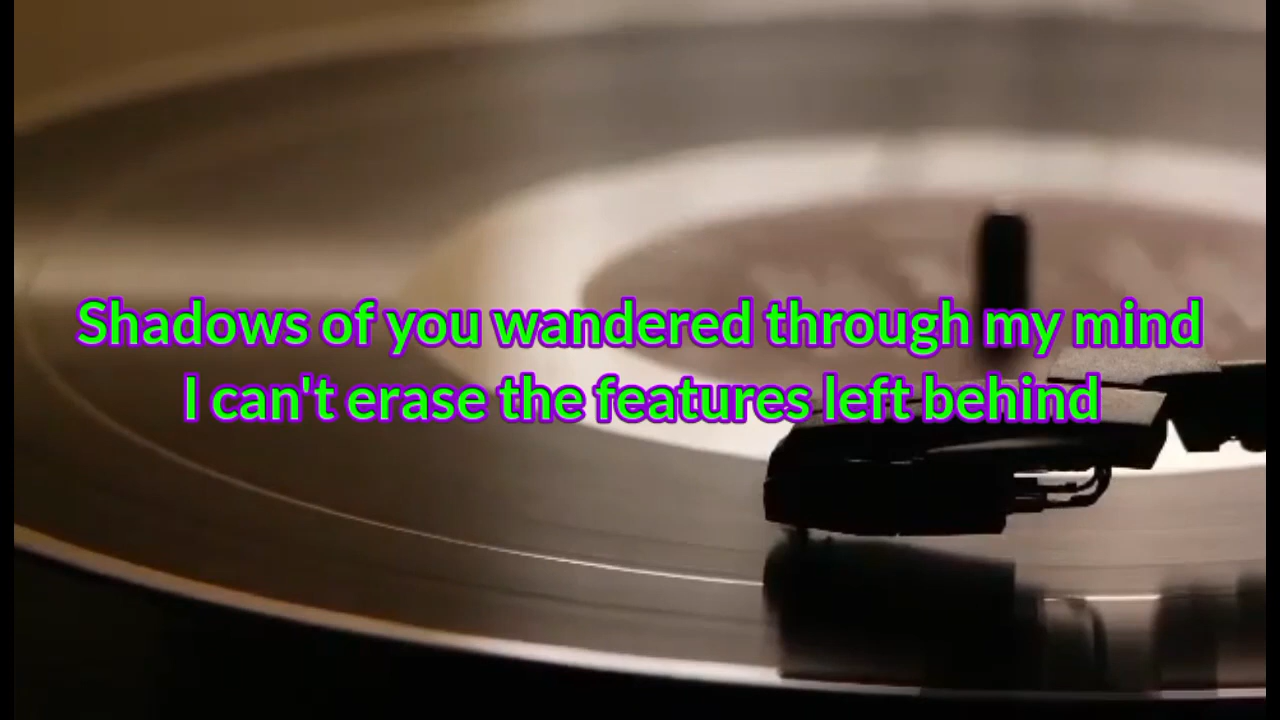 Shadows of you wandered through my mind
I can't erase the features left behind